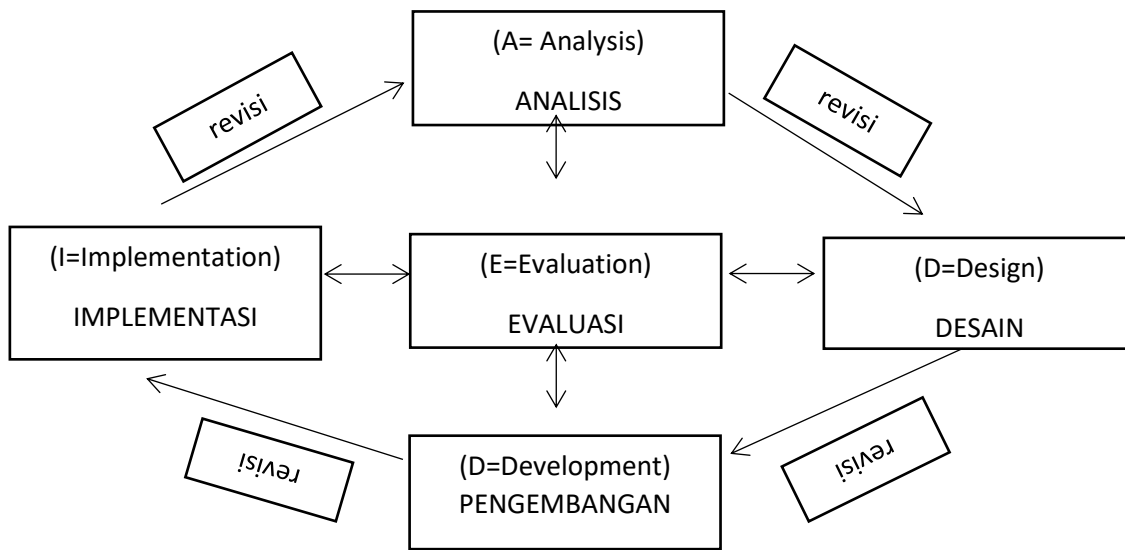 (A= Analysis)
ANALISIS
revisi
revisi
(I=Implementation)
IMPLEMENTASI
(E=Evaluation)
EVALUASI
(D=Design)
DESAIN
revisi
revisi
(D=Development)
PENGEMBANGAN